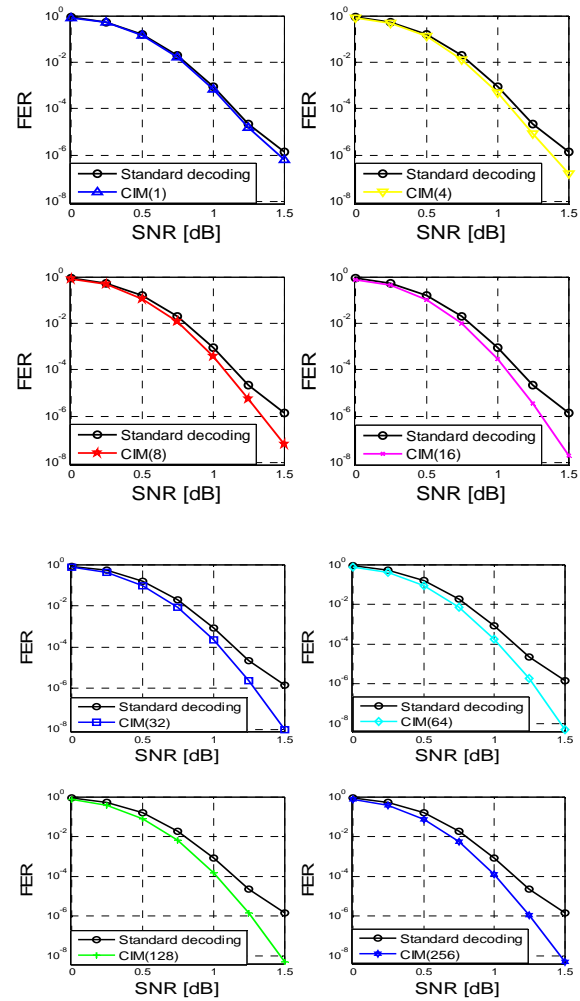 10^0
10^-2
10^-4
10^-6
10^-8
FER
Standard decoding
CIM(1)
0 0.5 1 1.5
SNR [dB]
10^0
10^-2
10^-4
10^-6
10^-8
FER
Standard decoding
CIM(4)
0 0.5 1 1.5
SNR [dB]
10^0
10^-2
10^-4
10^-6
10^-8
FER
Standard decoding
CIM(8)
0 0.5 1 1.5
SNR [dB]
10^0
10^-2
10^-4
10^-6
10^-8
FER
Standard decoding
CIM(16)
0 0.5 1 1.5
SNR [dB]
10^0
10^-2
10^-4
10^-6
10^-8
FER
Standard decoding
CIM(32)
0 0.5 1 1.5
SNR [dB]
10^0
10^-2
10^-4
10^-6
10^-8
FER
Standard decoding
CIM(64)
0 0.5 1 1.5
SNR [dB]
10^0
10^-2
10^-4
10^-6
10^-8
FER
Standard decoding
CIM(128)
0 0.5 1 1.5
SNR [dB]
10^0
10^-2
10^-4
10^-6
10^-8
FER
Standard decoding
CIM(256)
0 0.5 1 1.5
SNR [dB]